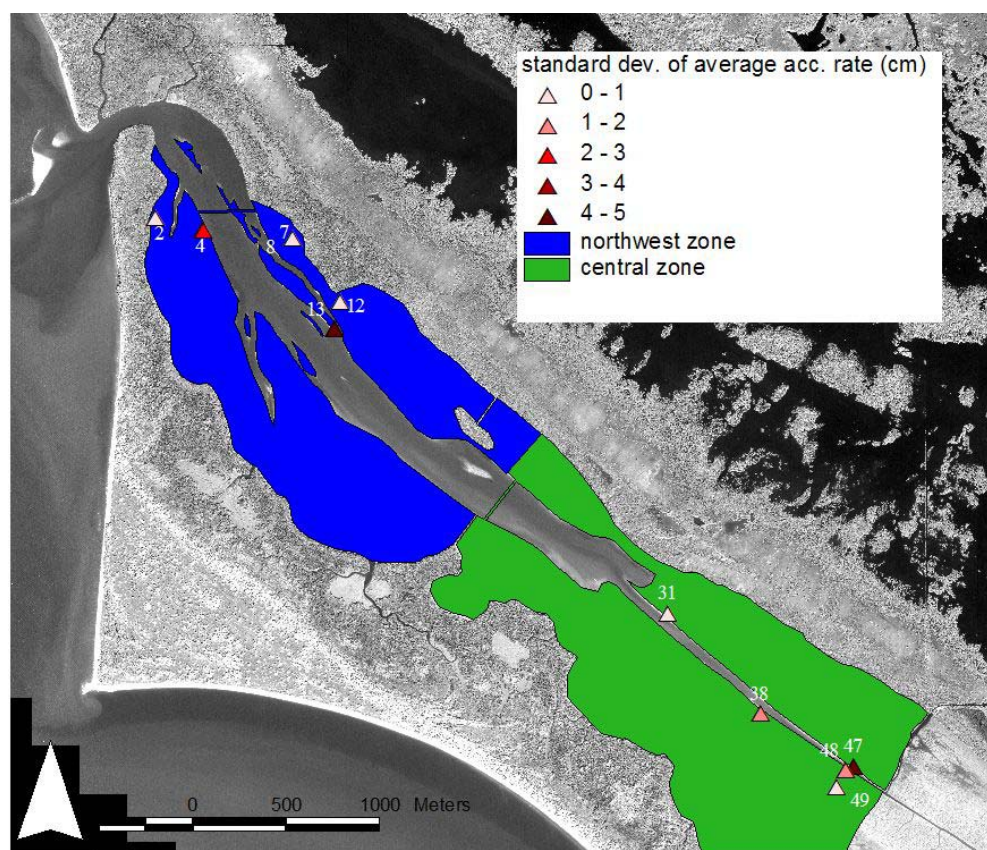 standard dev. of average acc. rate (cm)
0 - 1
1 - 2
2 - 3
3 - 4
4 - 5
northwest zone
central zone
2
4
7
8
12
13
31
38
48 47
49
0 500 1000 Meters